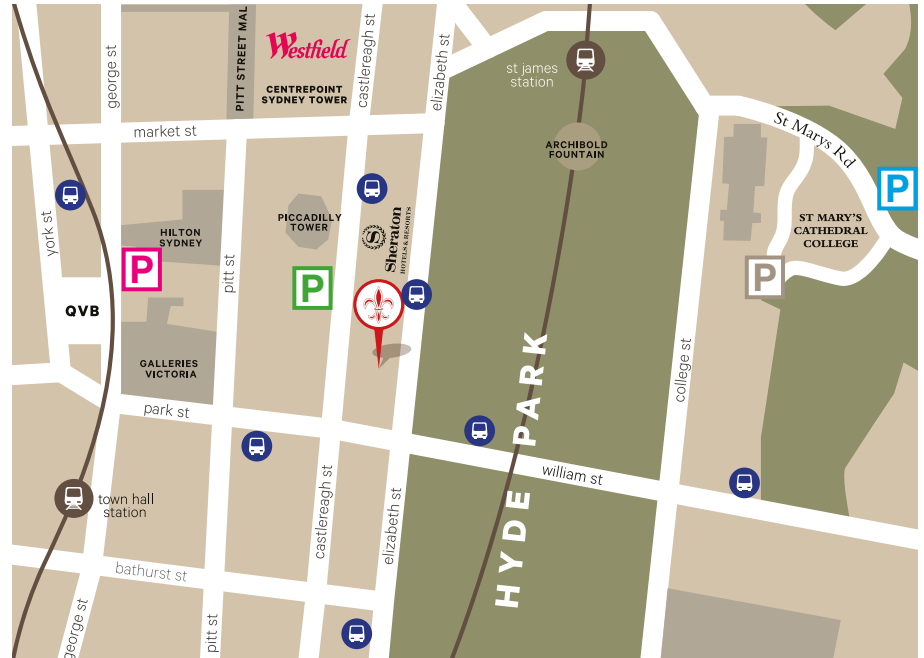 george st
PITT STREET MAL
Westfield
CENTREPOINT
SYDNEY TOWER
castlereagh st
elizabeth st
st james
station
market st
ARCHIBOLD
FOUNTAIN
St Marys Rd
P
york st
HILTON
SYDNEY
PICCADILLY
TOWER
S
Sheraton
HOTELS & RESORTS
ST MARY'S
CATHEDRAL
COLLEGE
P
pitt st
P
P
QVB
GALLERIES
VICTORIA
college st
park st
HYDE PARK
william st
town hall
station
castlereagh st
elizabeth st
bathurst st
george st
pitt st